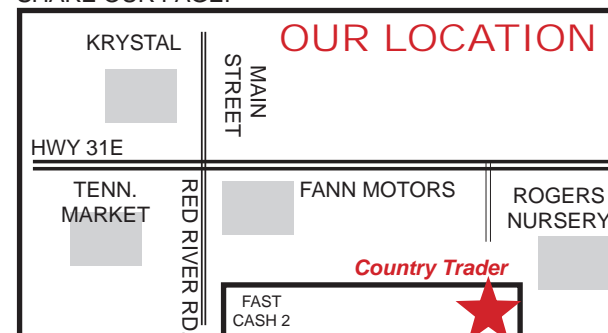 OUR LOCATION
KRYSTAL
MAIN
STREET
HWY 31E
TENN.
MARKET
RED RIVER RD
FANN MOTORS
ROGERS
NURSERY
Country Trader
FAST
CASH 2